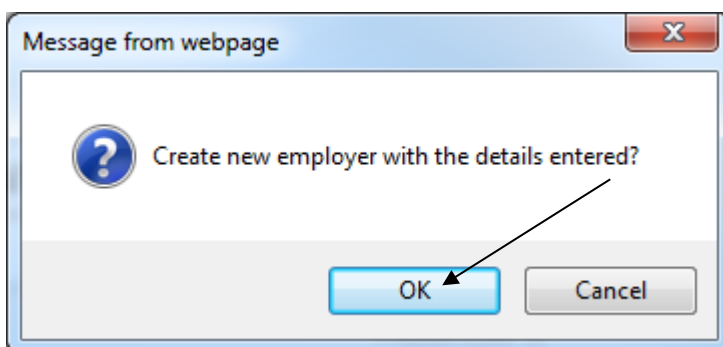 Message from webpage
Create new employer with the details entered?
OK Cancel